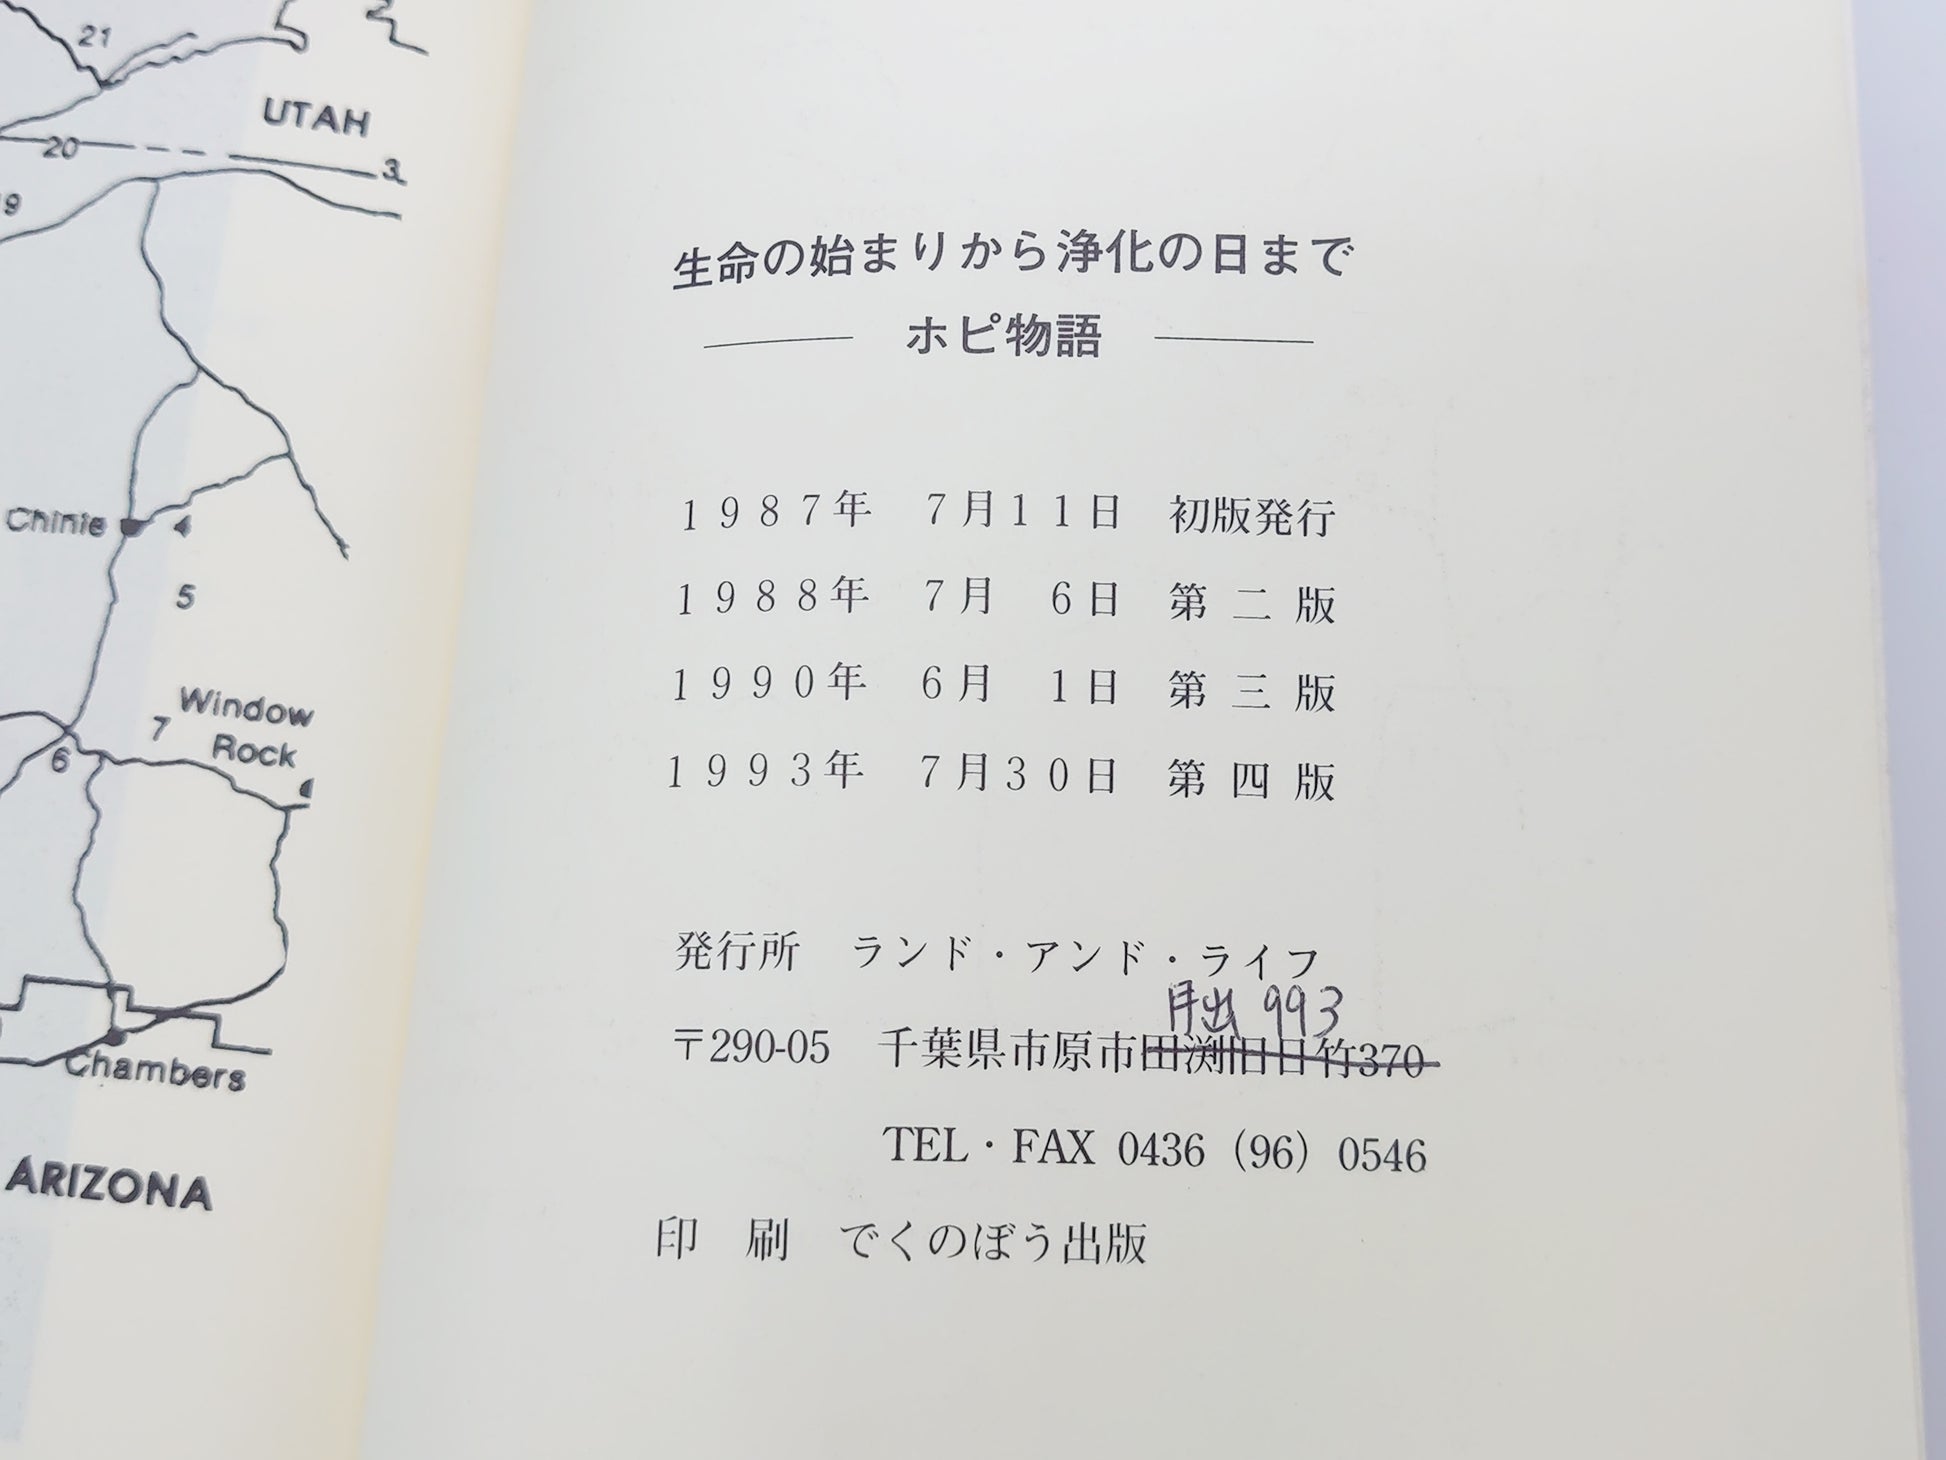 21
UTAH
20
3
19
Chinle
4
5
Window
Rock
7
6
Chambers
ARIZONA
生命の始まりから浄化の日まで
ホピ物語
1987年 7月11日 初版発行
1988年 7月 6日 第二版
1990年 6月 1日 第三版
1993年 7月30日 第四版
発行所 ランド・アンド・ライフ
月出 993
〒290-05 千葉県市原市田渕旧日竹370
TEL・FAX 0436（96）0546
印刷 でくのぼう出版